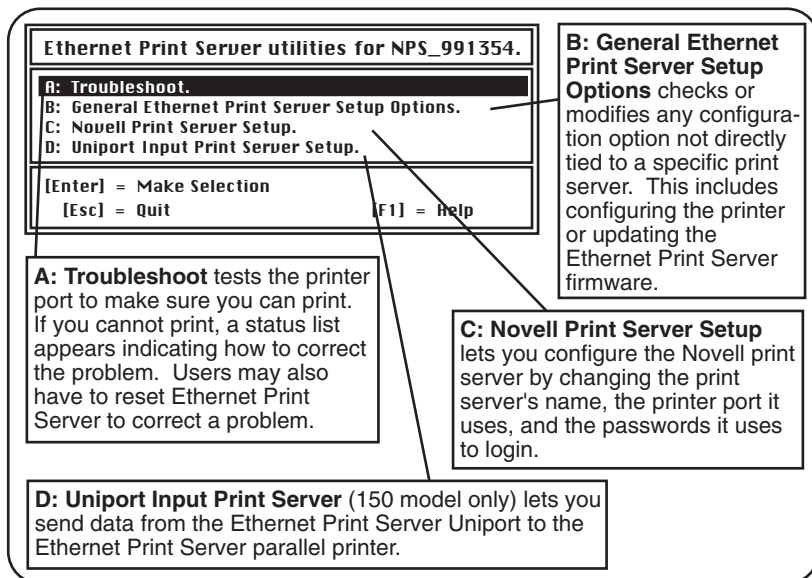 Ethernet Print Server utilities for NPS_991354.
A: Troubleshoot.
B: General Ethernet Print Server Setup Options.
C: Novell Print Server Setup.
D: Uniport Input Print Server Setup.
[Enter] = Make Selection
[Esc] = Quit [F1] = Help
B: General Ethernet
Print Server Setup
Options checks or
modifies any configura-
tion option not directly
tied to a specific print
server. This includes
configuring the printer
or updating the
Ethernet Print Server
firmware.
A: Troubleshoot tests the printer
port to make sure you can print.
If you cannot print, a status list
appears indicating how to correct
the problem. Users may also
have to reset Ethernet Print
Server to correct a problem.
C: Novell Print Server Setup
lets you configure the Novell print
server by changing the print
server's name, the printer port it
uses, and the passwords it uses
to login.
D: Uniport Input Print Server (150 model only) lets you
send data from the Ethernet Print Server Uniport to the
Ethernet Print Server parallel printer.